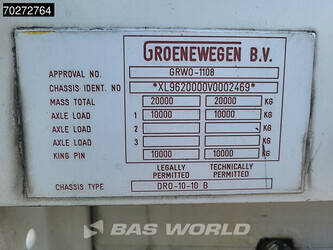 70272764
GROENEWEGEN B.V.
APPROVAL NO. GRWO-1108
CHASSIS IDENT. NO *XL9620000V0002469*
MASS TOTAL 20000 20000 KG
AXLE LOAD 1 10000 10000 KG
AXLE LOAD 2 KG
AXLE LOAD 3 KG
KING PIN 10000 10000 KG
LEGALLY PERMITTED TECHNICALLY PERMITTED
CHASSIS TYPE DRO-10-10 B
BAS WORLD